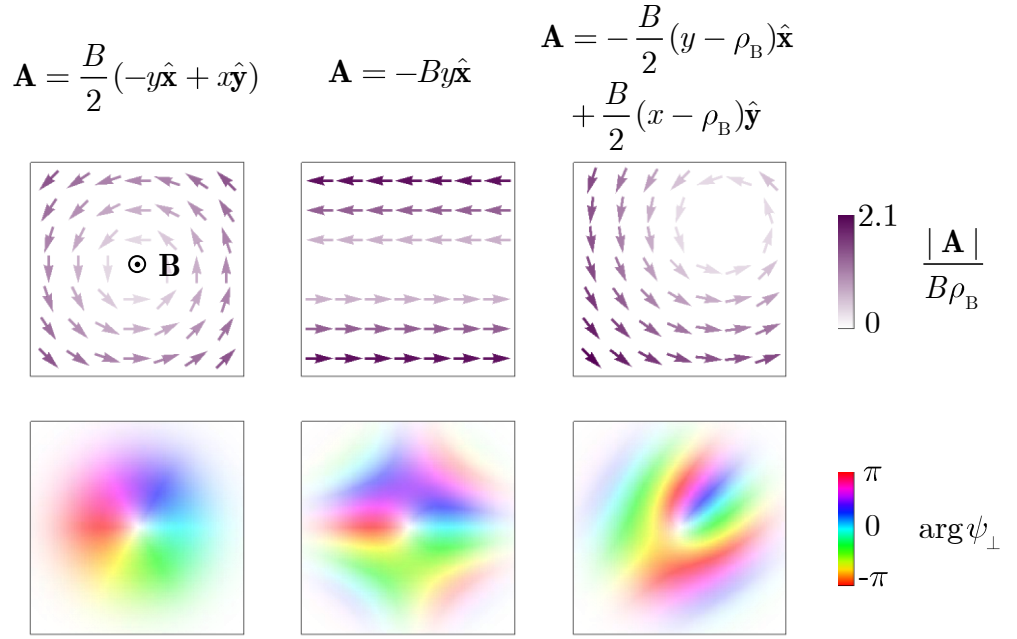 A = B/2 (-yx̂ + xŷ)
A = -Byx̂
A = - B/2 (y - ρ_B)x̂
+ B/2 (x - ρ_B)ŷ
B
2.1
0
| A |
Bρ_B
π
0
-π
arg ψ_⊥